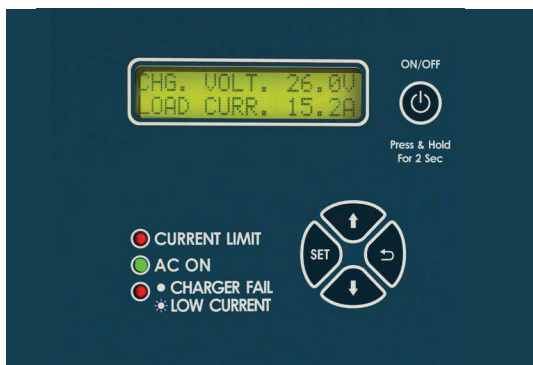 CHG. VOLT. 26.0V
LOAD CURR. 15.2A
ON/OFF
Press & Hold
For 2 Sec
CURRENT LIMIT
AC ON
CHARGER FAIL
LOW CURRENT
SET